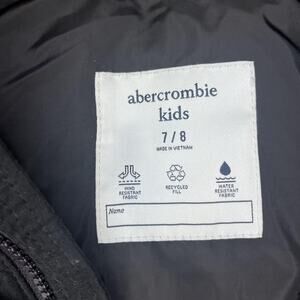 abercrombie
kids
7/8
MADE IN VIETNAM
WIND
RESISTANT
FABRIC
RECYCLED
FILL
WATER
RESISTANT
FABRIC
Name